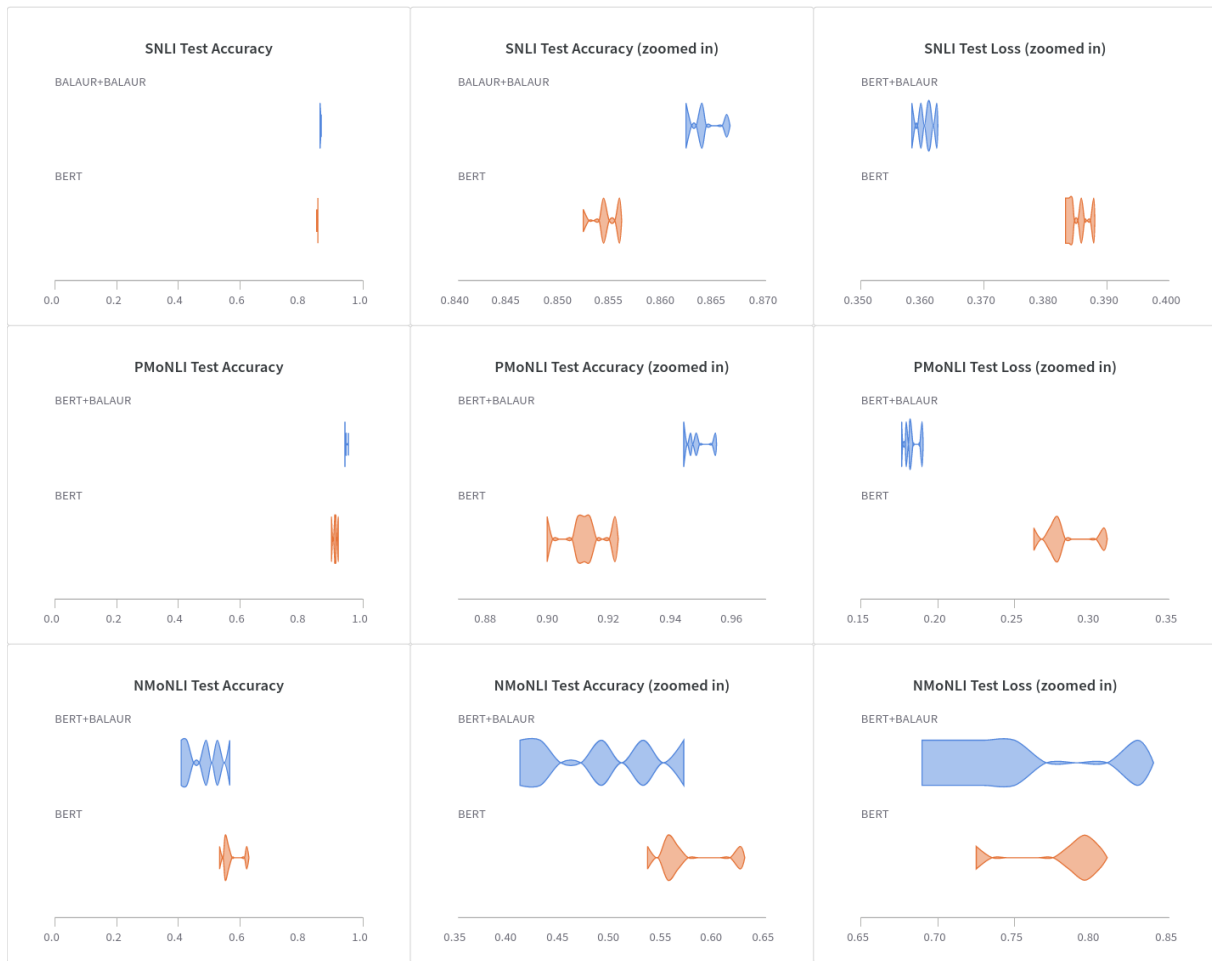 SNLI Test Accuracy
BALAUR+BALAUR
BERT
0.0 0.2 0.4 0.6 0.8 1.0
SNLI Test Accuracy (zoomed in)
BALAUR+BALAUR
BERT
0.840 0.845 0.850 0.855 0.860 0.865 0.870
SNLI Test Loss (zoomed in)
BERT+BALAUR
BERT
0.350 0.360 0.370 0.380 0.390 0.400
PMoNLI Test Accuracy
BERT+BALAUR
BERT
0.0 0.2 0.4 0.6 0.8 1.0
PMoNLI Test Accuracy (zoomed in)
BERT+BALAUR
BERT
0.88 0.90 0.92 0.94 0.96
PMoNLI Test Loss (zoomed in)
BERT+BALAUR
BERT
0.15 0.20 0.25 0.30 0.35
NMoNLI Test Accuracy
BERT+BALAUR
BERT
0.0 0.2 0.4 0.6 0.8 1.0
NMoNLI Test Accuracy (zoomed in)
BERT+BALAUR
BERT
0.35 0.40 0.45 0.50 0.55 0.60 0.65
NMoNLI Test Loss (zoomed in)
BERT+BALAUR
BERT
0.65 0.70 0.75 0.80 0.85